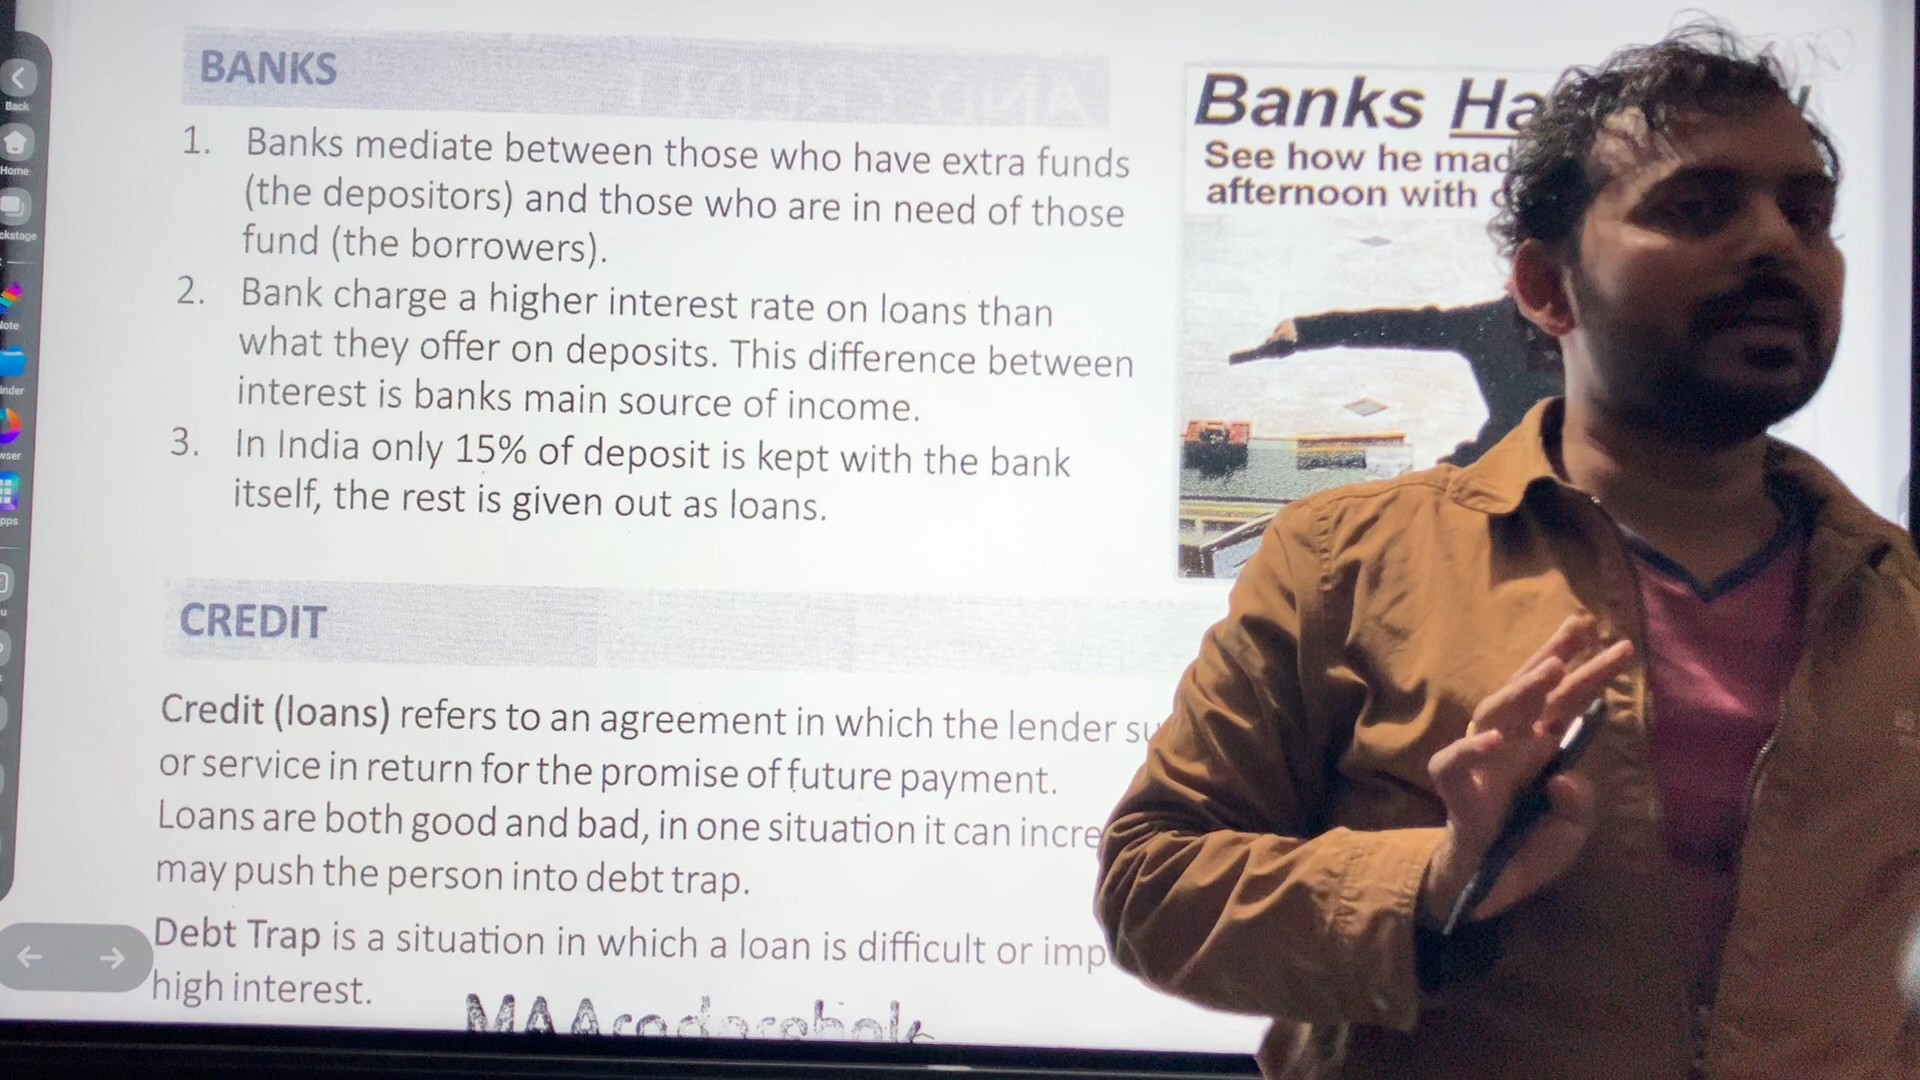 BANKS
1. Banks mediate between those who have extra funds
(the depositors) and those who are in need of those
fund (the borrowers).
2. Bank charge a higher interest rate on loans than
what they offer on deposits. This difference between
interest is banks main source of income.
3. In India only 15% of deposit is kept with the bank
itself, the rest is given out as loans.
Banks Ha
See how he mad
afternoon with
CREDIT
Credit (loans) refers to an agreement in which the lender su
or service in return for the promise of future payment.
Loans are both good and bad, in one situation it can incre
may push the person into debt trap.
Debt Trap is a situation in which a loan is difficult or imp
high interest.
Back
Home